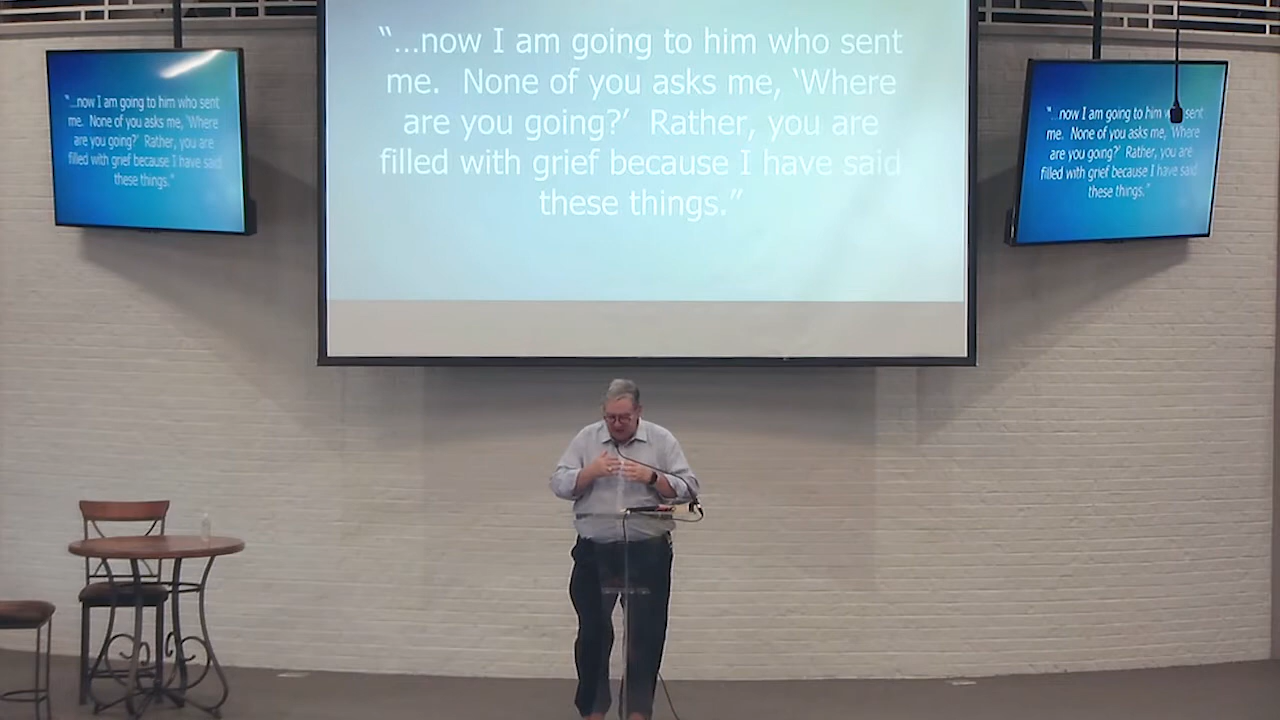 “...now I am going to him who sent
me. None of you asks me, ‘Where
are you going?’ Rather, you are
filled with grief because I have said
these things.”
“...now I am going to him who sent
me. None of you asks me, ‘Where
are you going?’ Rather, you are
filled with grief because I have said
these things.”
“...now I am going to him who sent
me. None of you asks me, ‘Where
are you going?’ Rather, you are
filled with grief because I have said
these things.”